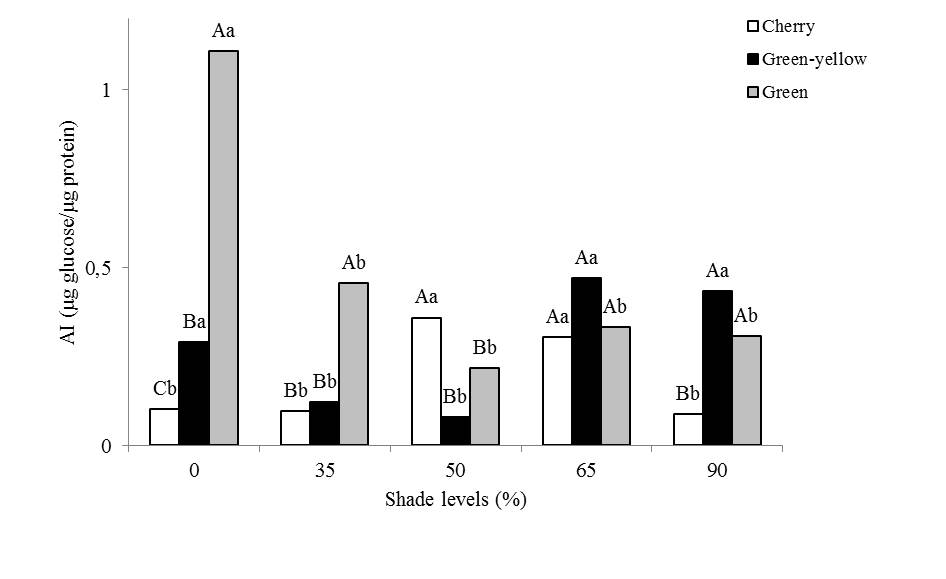 Cherry
Green-yellow
Green
AI (µg glucose/µg protein)
1
0,5
0
Cb
Ba
Aa
Bb
Bb
Ab
Aa
Bb
Bb
Aa
Aa
Ab
Bb
Aa
Ab
0 35 50 65 90
Shade levels (%)